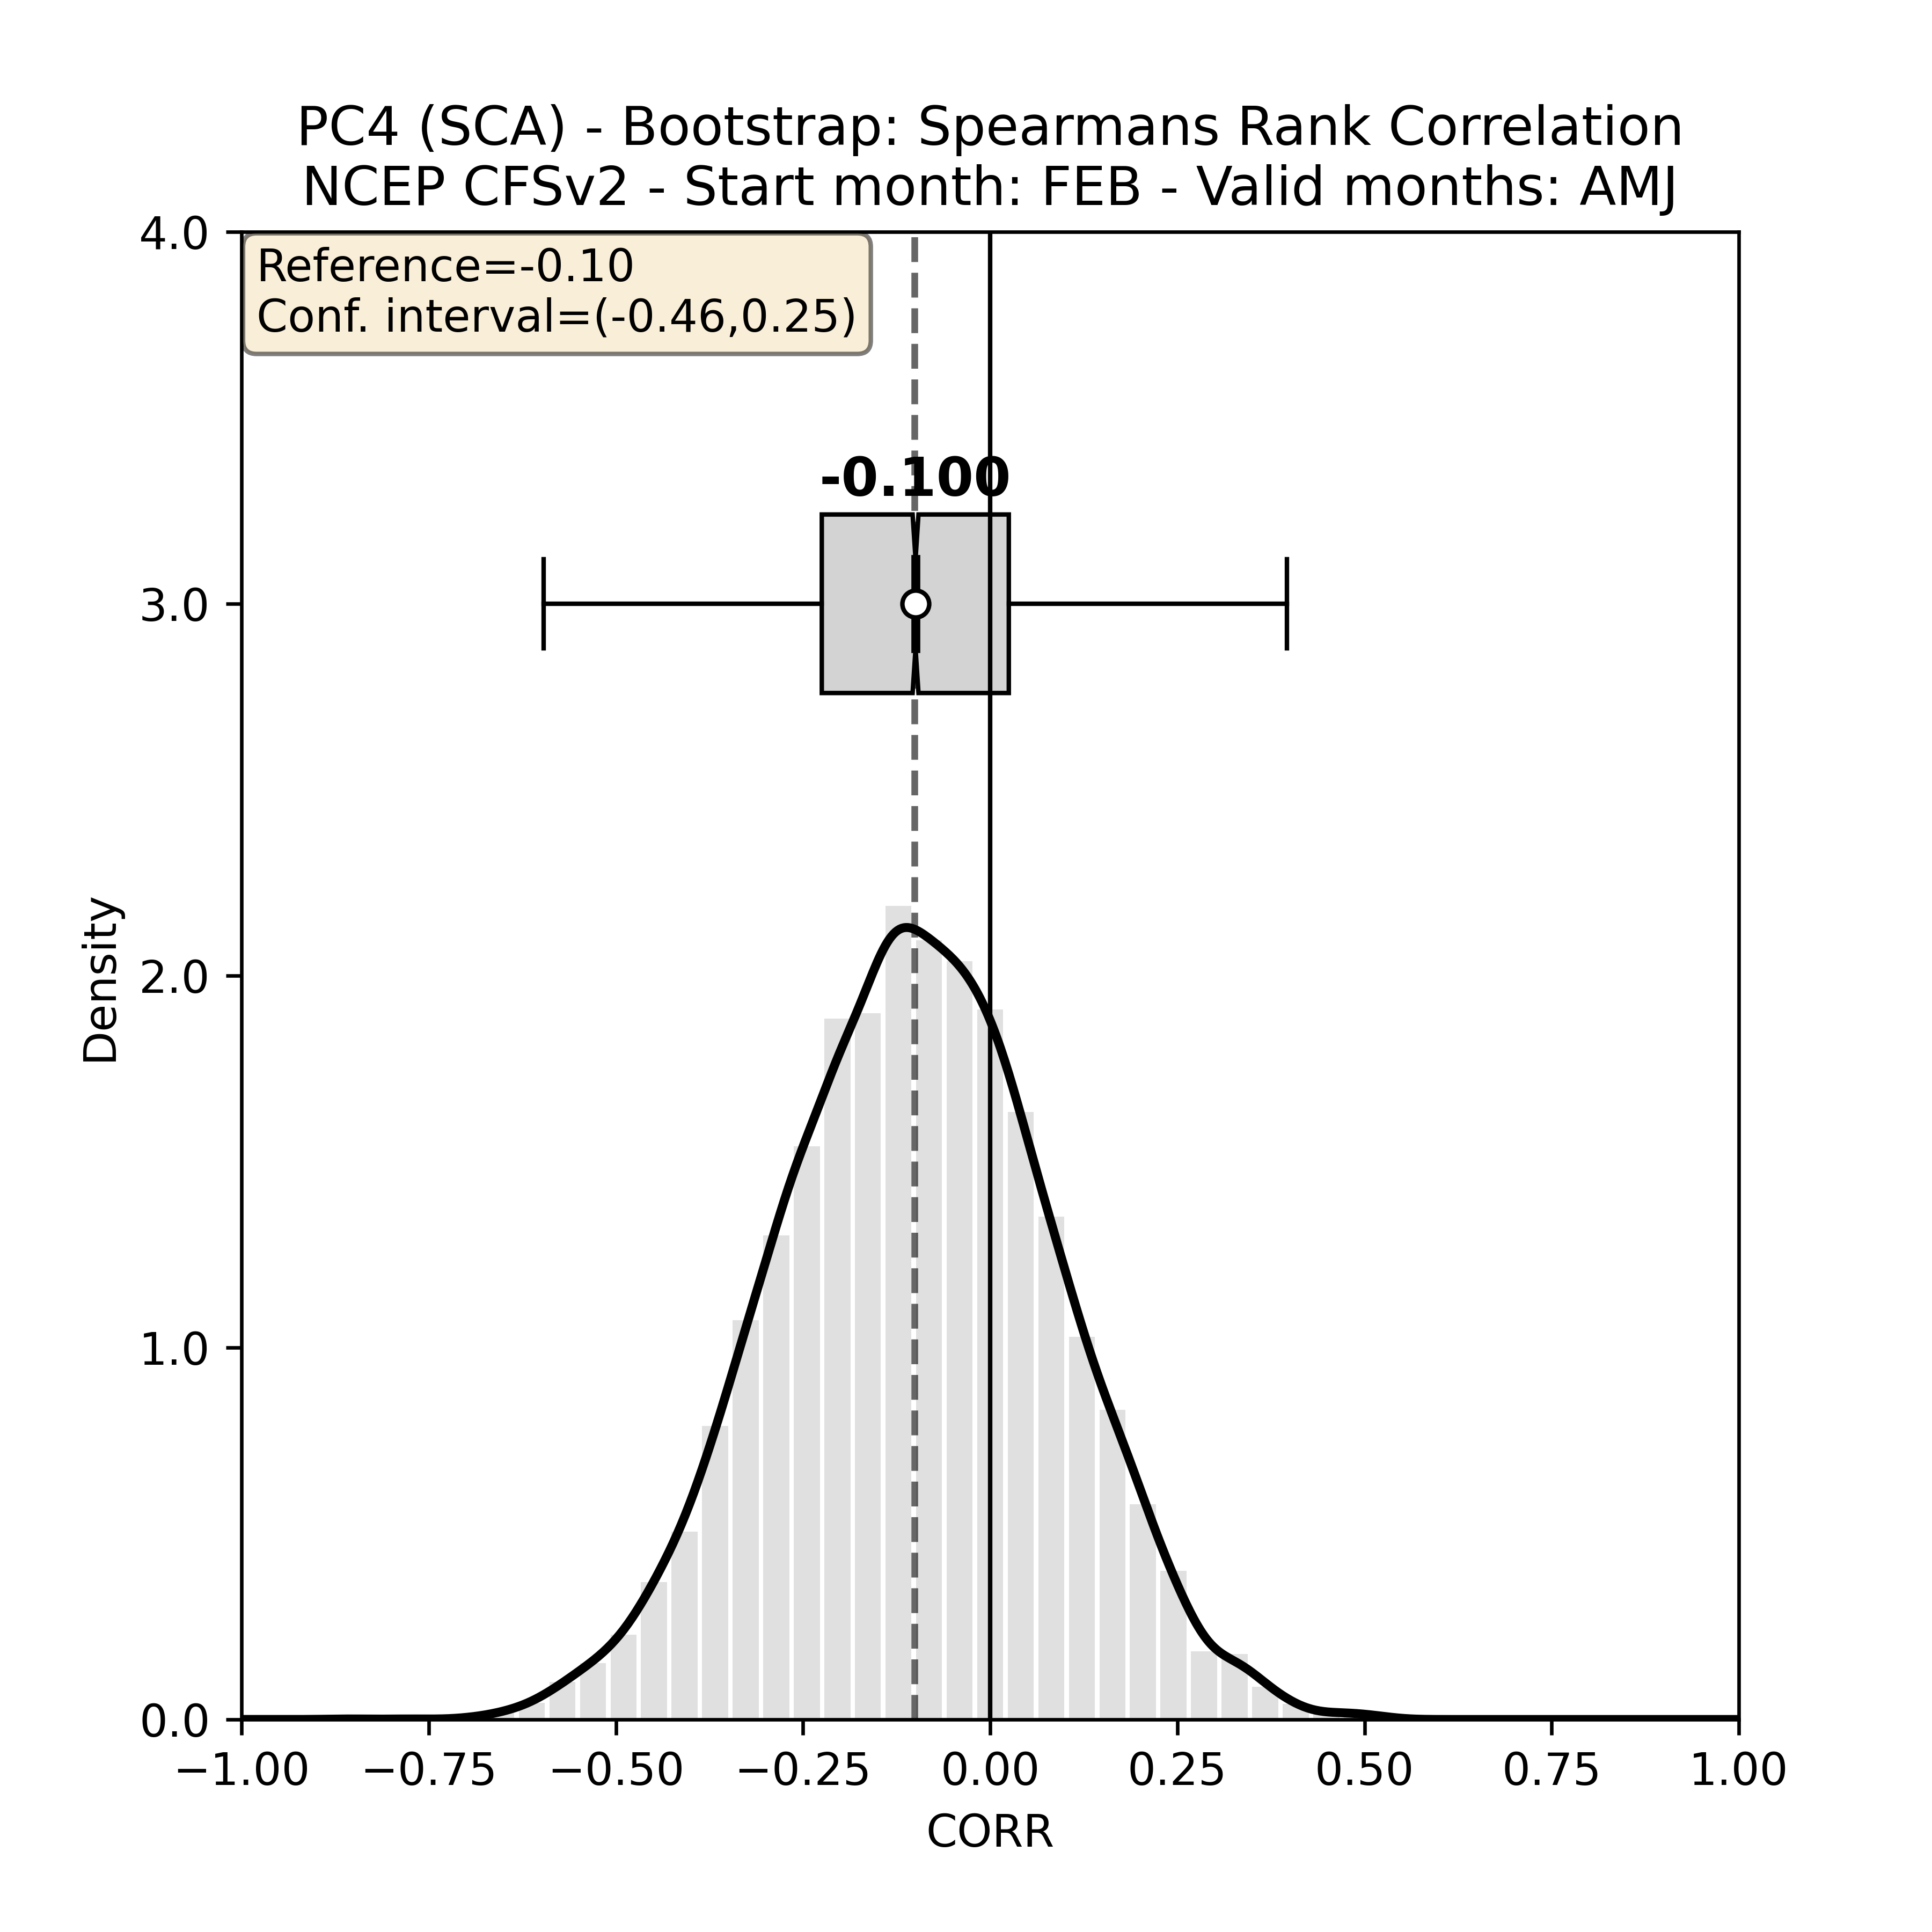 PC4 (SCA) - Bootstrap: Spearmans Rank Correlation
NCEP CFSv2 - Start month: FEB - Valid months: AMJ
Reference=-0.10
Conf. interval=(-0.46,0.25)
-0.100
4.0
3.0
2.0
1.0
0.0
Density
−1.00 −0.75 −0.50 −0.25 0.00 0.25 0.50 0.75 1.00
CORR